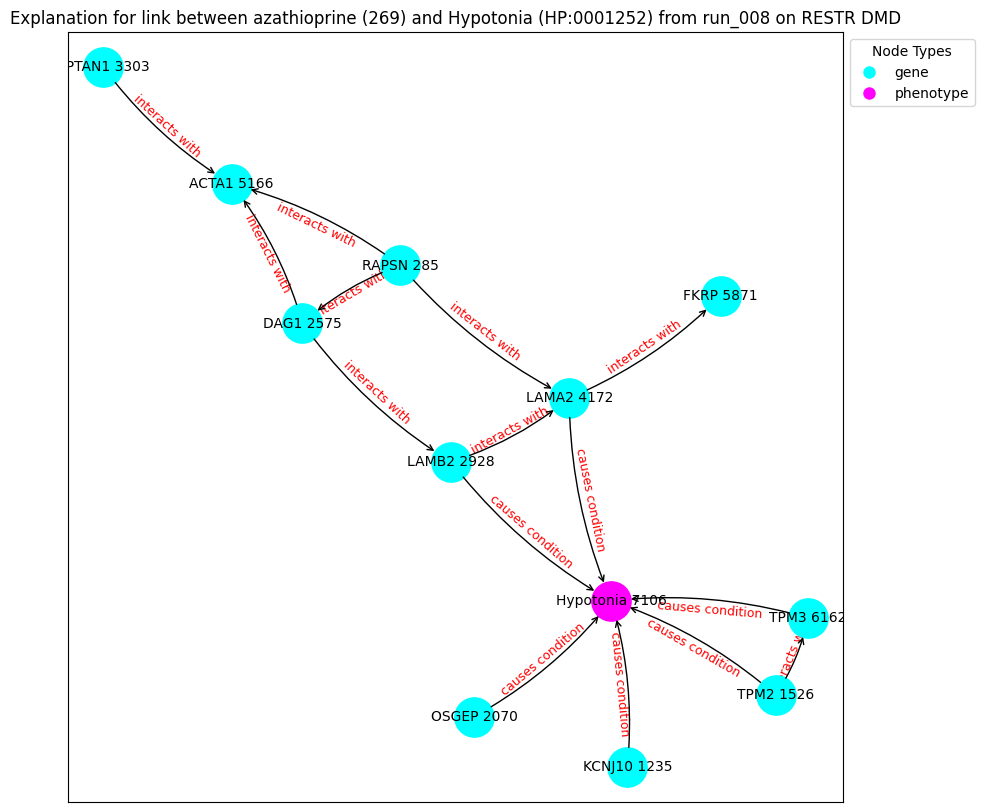 Explanation for link between azathioprine (269) and Hypotonia (HP:0001252) from run_008 on RESTR DMD
Node Types
gene
phenotype
PTAN1 3303
interacts with
ACTA1 5166
interacts with
interacts with
RAPSN 285
teracts with
DAG1 2575
FKRP 5871
interacts with
interacts with
interacts with
LAMA2 4172
interacts with
LAMB2 2928
causes condition
causes condition
Hypotonia 7106
causes condition
TPM3 6162
causes condition
causes condition
causes condition
racts w
TPM2 1526
OSGEP 2070
KCNJ10 1235